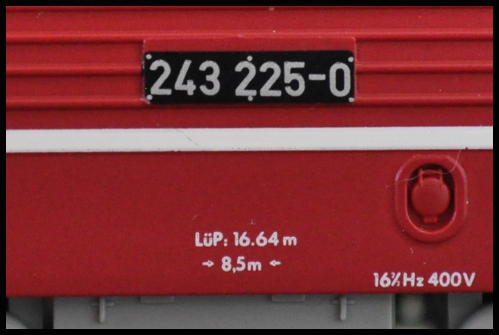 243 225-0
LüP: 16.64 m
→ 8,5m ←
16⅔Hz 400V